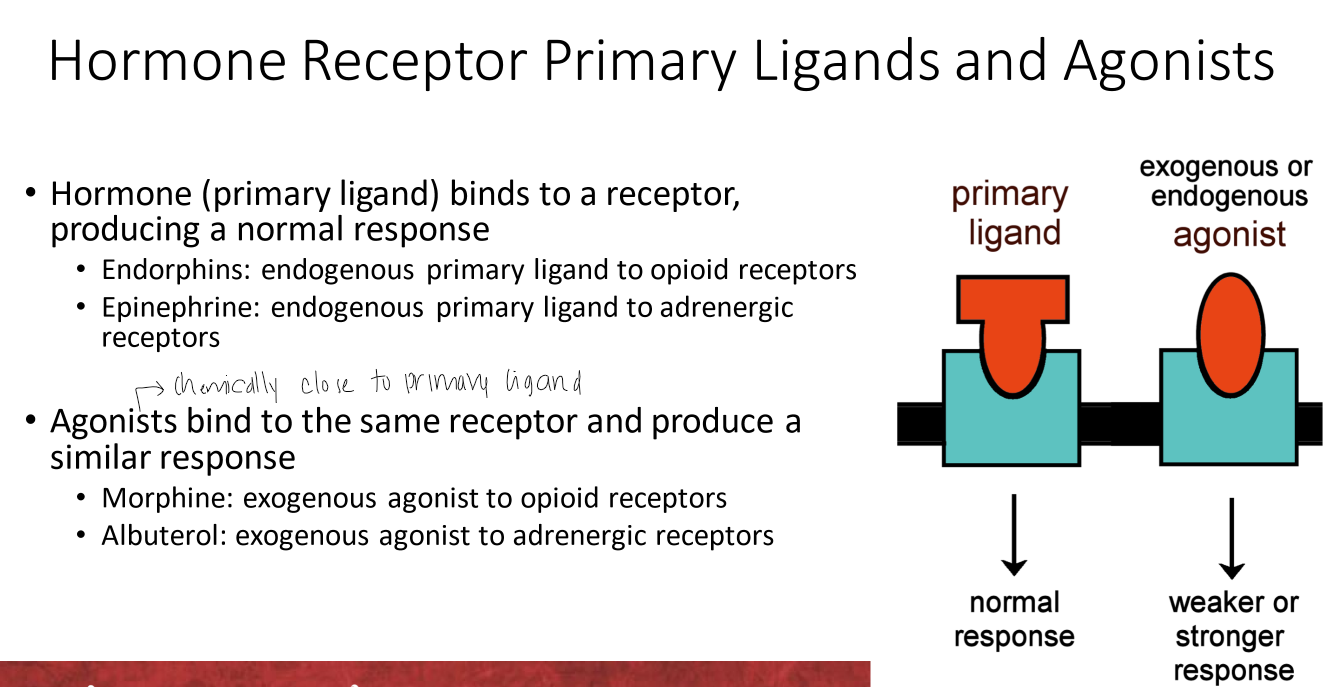 Hormone Receptor Primary Ligands and Agonists
• Hormone (primary ligand) binds to a receptor,
producing a normal response
• Endorphins: endogenous primary ligand to opioid receptors
• Epinephrine: endogenous primary ligand to adrenergic
receptors
→ chemically close to primary ligand
• Agonists bind to the same receptor and produce a
similar response
• Morphine: exogenous agonist to opioid receptors
• Albuterol: exogenous agonist to adrenergic receptors
primary
ligand
exogenous or
endogenous
agonist
normal
response
weaker or
stronger
response